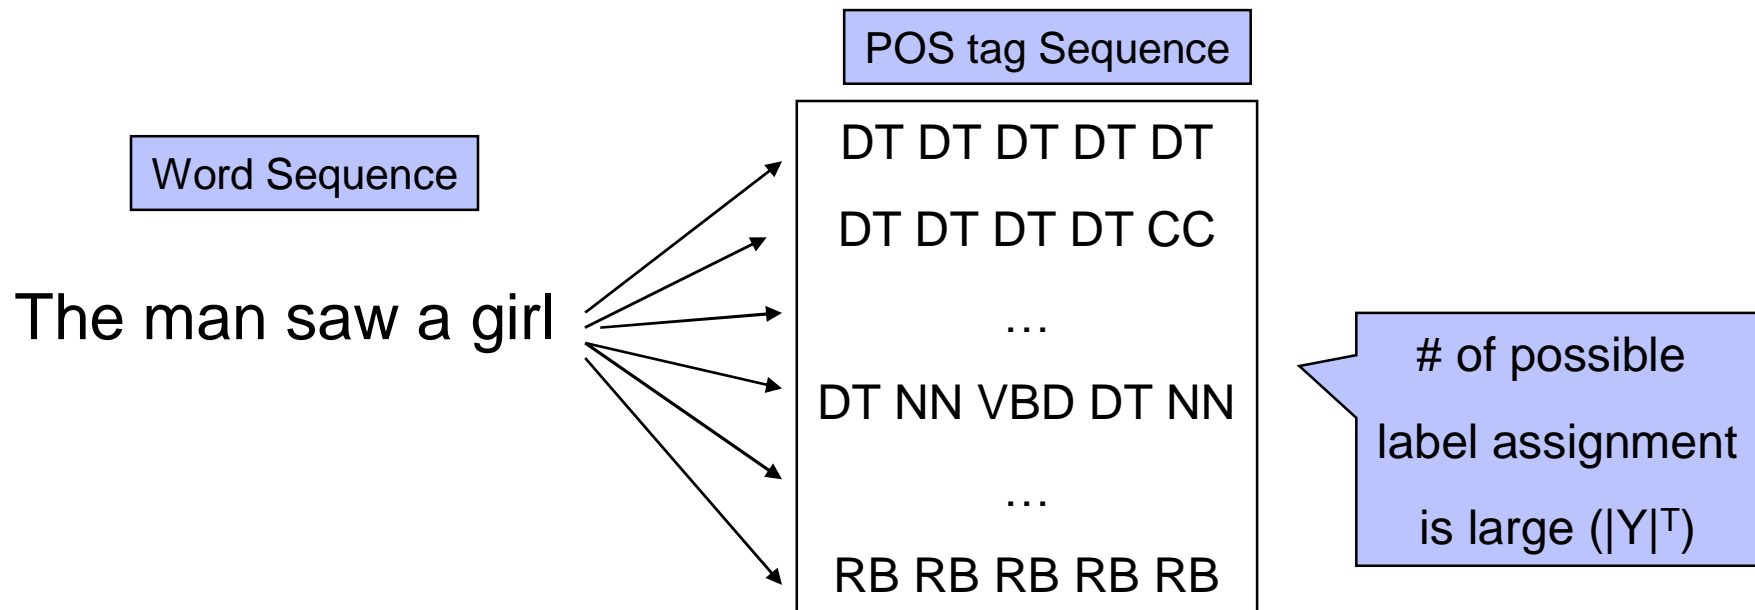 POS tag Sequence
Word Sequence
The man saw a girl
DT DT DT DT DT
DT DT DT DT CC
…
DT NN VBD DT NN
…
RB RB RB RB RB
# of possible
label assignment
is large (|Y|ᵀ)